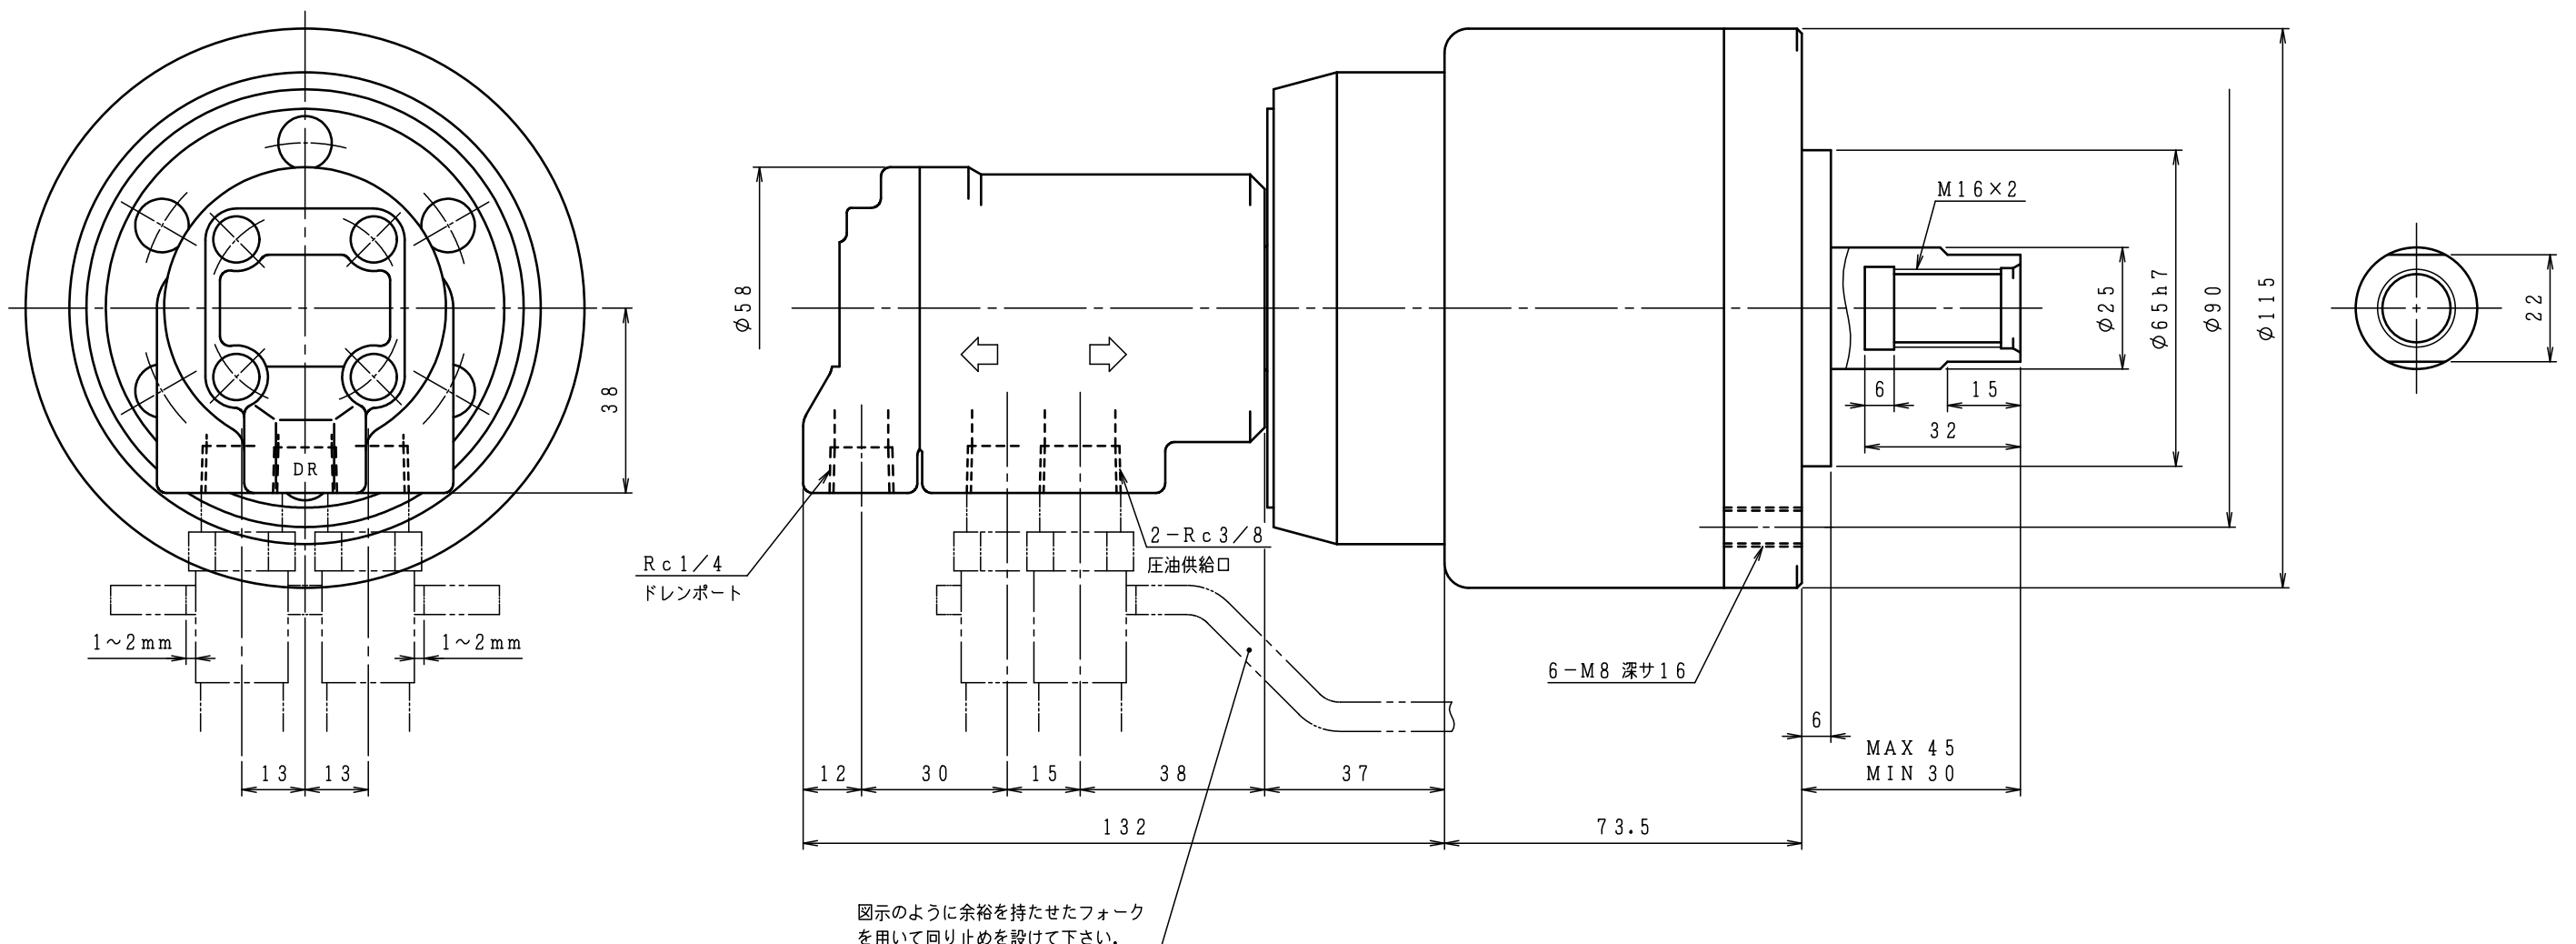 DR
38
1~2mm
1~2mm
13
13
φ58
Rc1/4
ドレンポート
2-Rc3/8
圧油供給口
12
30
15
38
37
132
73.5
図示のように余裕を持たせたフォーク
を用いて回り止めを設けて下さい.
6-M8 深サ16
M16×2
6
15
32
6
MAX 45
MIN 30
φ25
φ65h7
φ90
φ115
22